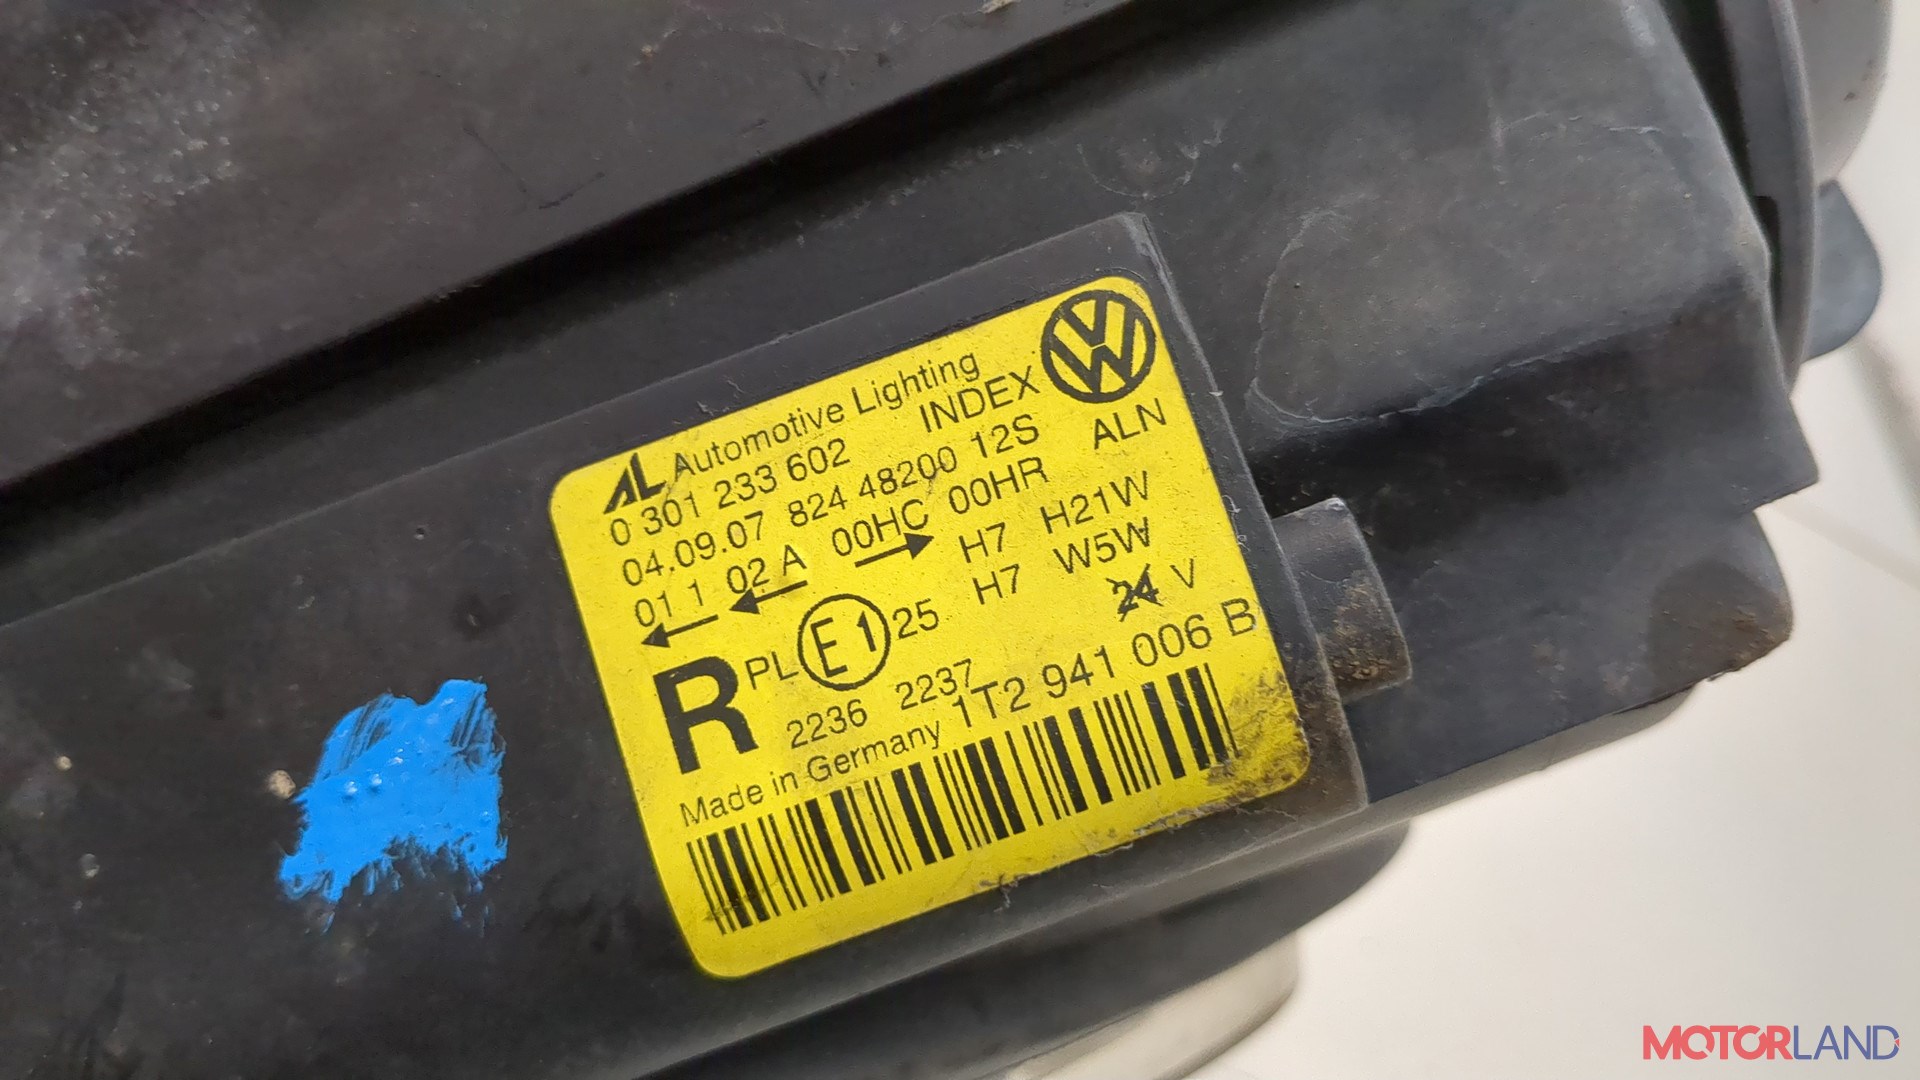 AL Automotive Lighting
0 301 233 602 INDEX
04.09.07 824 48200 12S ALN
01 1 02 A 00HC 00HR
H7 H21W
H7 W5W
R PL E1 25 24 V
2236 2237
Made in Germany 1T2 941 006 B
MOTORLAND